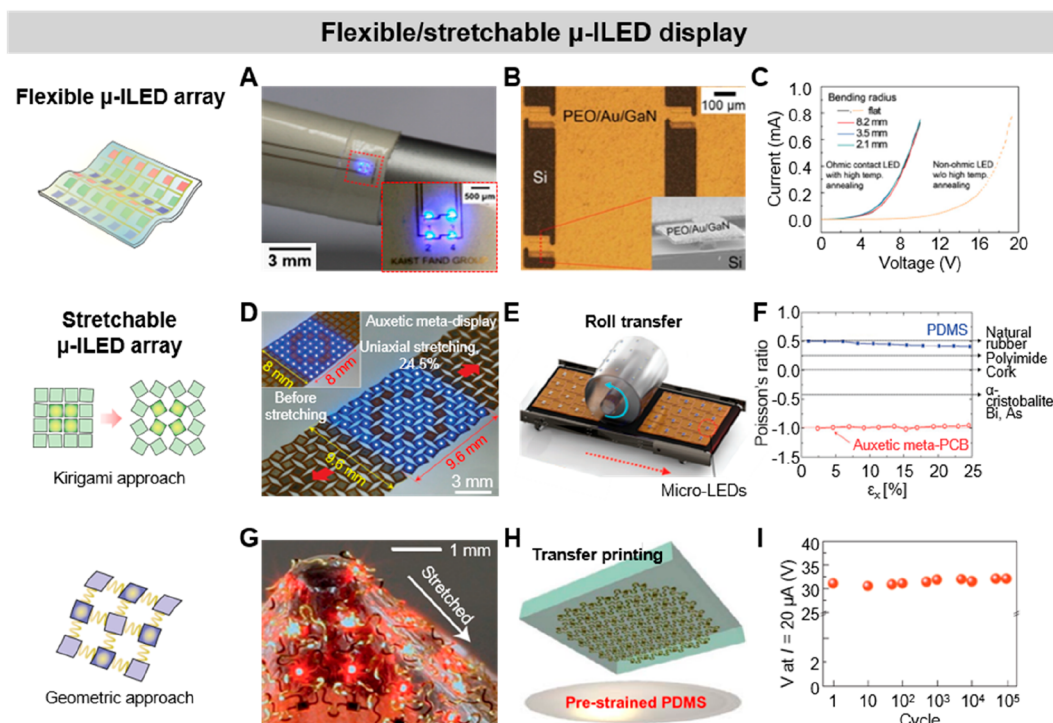 Flexible/stretchable μ-ILED display
Flexible μ-ILED array
A
3 mm
500 μm
2
4
KAIST FAND GROUP
B
100 μm
PEO/Au/GaN
Si
PEO/Au/GaN
Si
C
Current (mA)
1.0
0.8
0.6
0.4
0.2
0.0
Bending radius
flat
8.2 mm
3.5 mm
2.1 mm
Ohmic contact LED
with high temp.
annealing
Non-ohmic LED
w/o high temp.
annealing
0 4 8 12 16 20
Voltage (V)
Stretchable
μ-ILED array
Kirigami approach
D
Auxetic meta-display
Uniaxial stretching
24.5%
8 mm
8 mm
Before
stretching
9.6 mm
9.6 mm
3 mm
E
Roll transfer
Micro-LEDs
F
Poisson's ratio
1.0
0.5
0.0
-0.5
-1.0
-1.5
PDMS
Natural
rubber
Polyimide
Cork
α-
cristobalite
Bi, As
Auxetic meta-PCB
0 5 10 15 20 25
εx [%]
Geometric approach
G
1 mm
Stretched
H
Transfer printing
Pre-strained PDMS
I
V at I = 20 μA (V)
40
35
30
25
2
0
1 10 10² 10³ 10⁴ 10⁵
Cycle